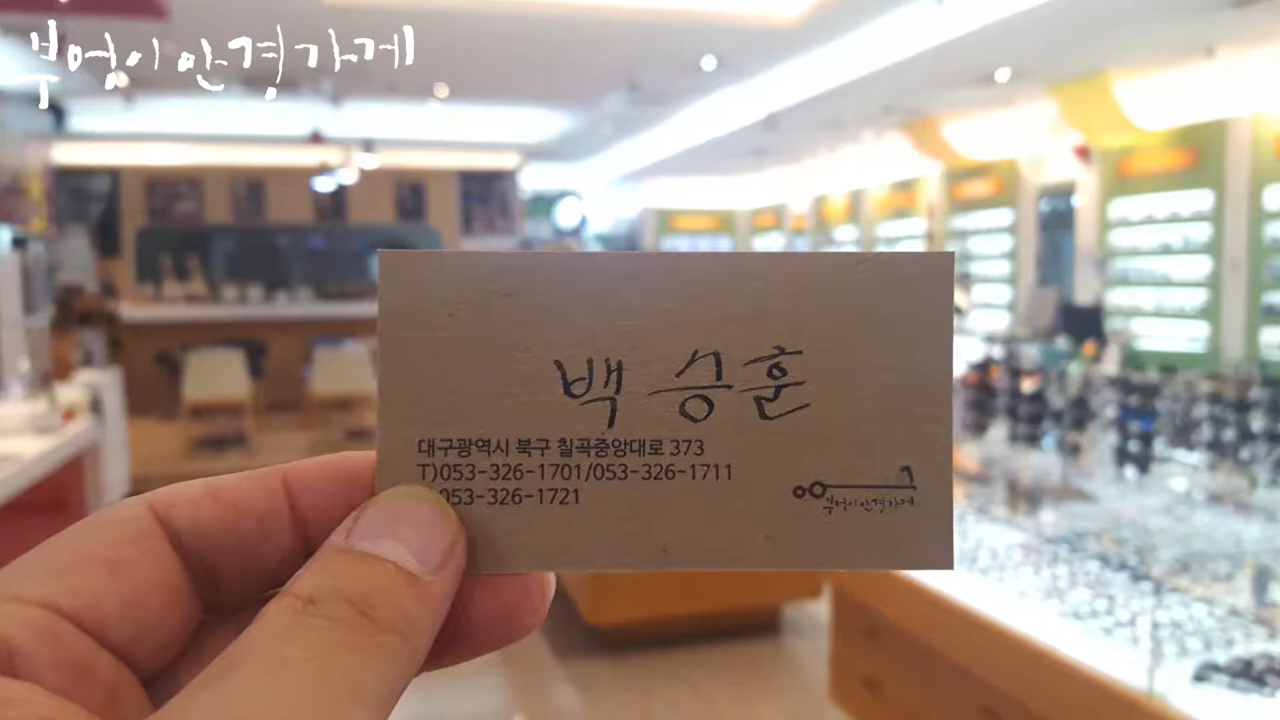 부엉이안경가게
백승훈
대구광역시 북구 칠곡중앙대로 373
T)053-326-1701/053-326-1711
053-326-1721
부엉이안경가게